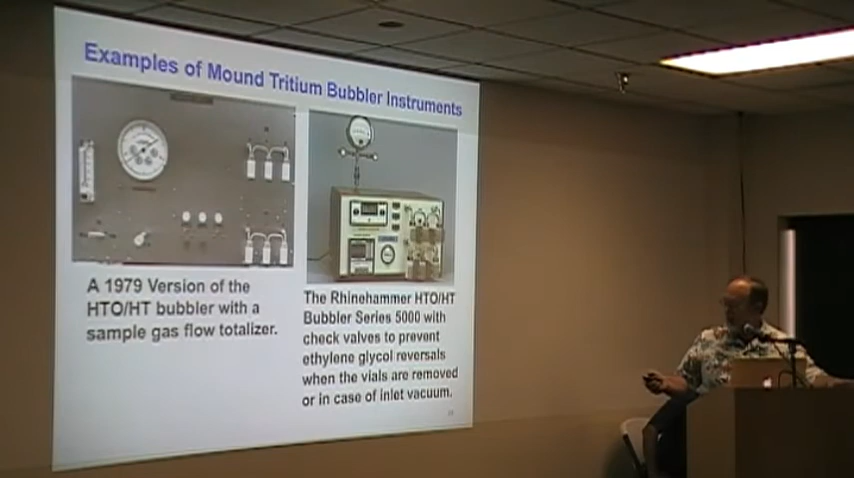 Examples of Mound Tritium Bubbler Instruments
A 1979 Version of the
HTO/HT bubbler with a
sample gas flow totalizer.
The Rhinehammer HTO/HT
Bubbler Series 5000 with
check valves to prevent
ethylene glycol reversals
when the vials are removed
or in case of inlet vacuum.